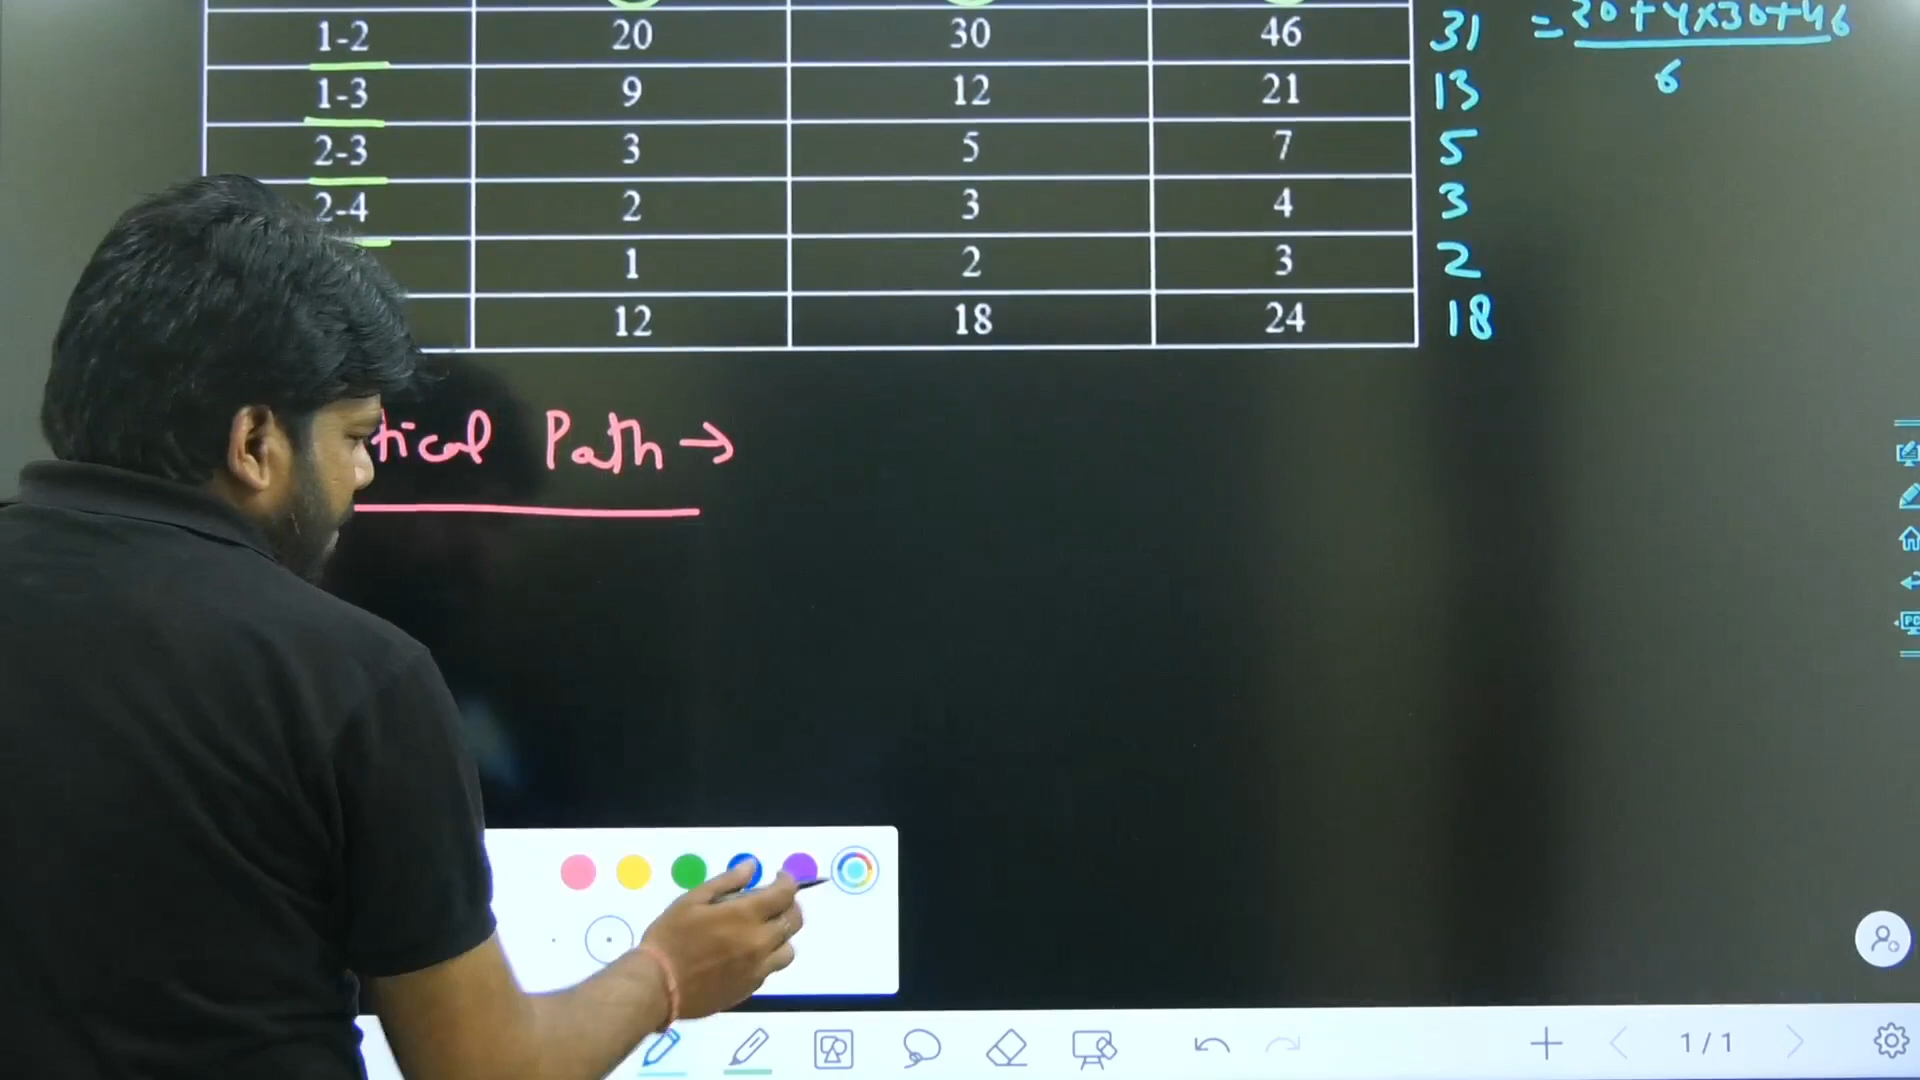 1-2 20 30 46 31 = 20+4×30+46
6
1-3 9 12 21 13
2-3 3 5 7 5
2-4 2 3 4 3
1 2 3 2
12 18 24 18
tical Path →
PC
1/1